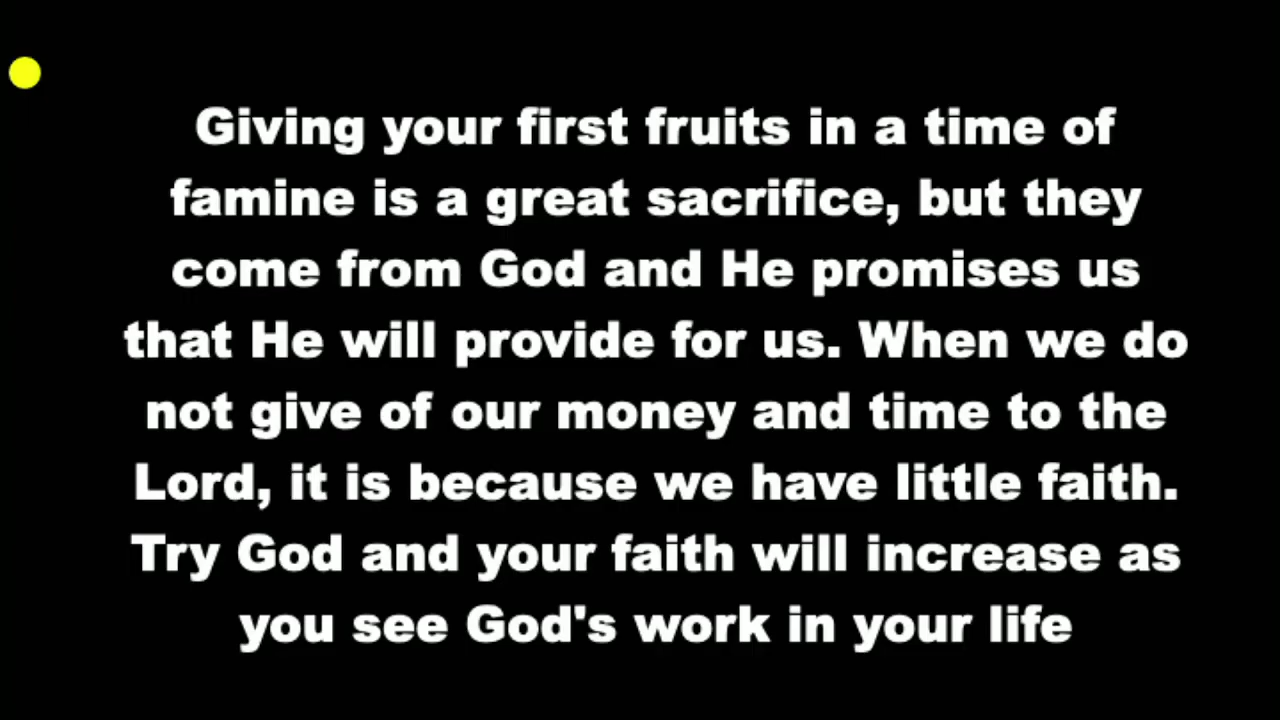 Giving your first fruits in a time of
famine is a great sacrifice, but they
come from God and He promises us
that He will provide for us. When we do
not give of our money and time to the
Lord, it is because we have little faith.
Try God and your faith will increase as
you see God's work in your life